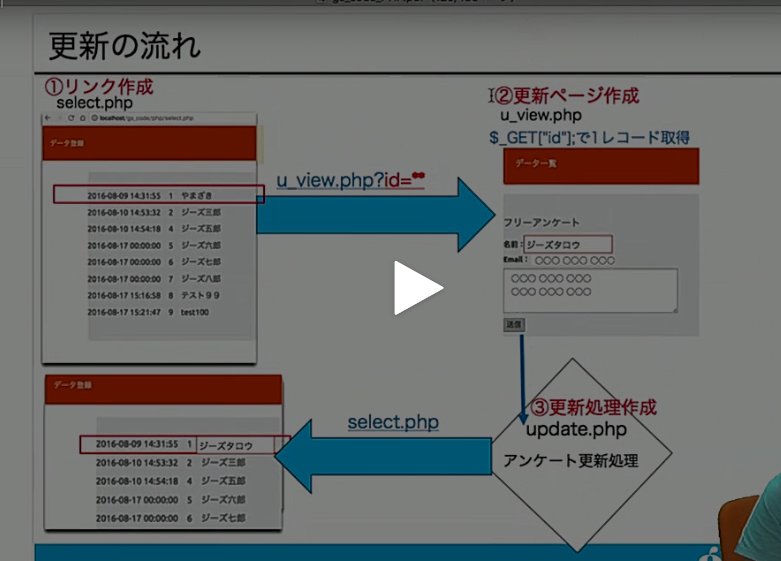 更新の流れ
①リンク作成
select.php
localhost/gs_code/php/select.php
データ登録
2016-08-09 14:31:55 1 やまざき
2016-08-10 14:53:32 2 ジーズ三郎
2016-08-10 14:54:18 4 ジーズ五郎
2016-08-17 00:00:00 5 ジーズ六郎
2016-08-17 00:00:00 6 ジーズ七郎
2016-08-17 00:00:00 7 ジーズ八郎
2016-08-17 15:16:58 8 テスト99
2016-08-17 15:21:47 9 test100
u_view.php?id=**
②更新ページ作成
u_view.php
$_GET["id"];で1レコード取得
データ一覧
フリーアンケート
名前：ジーズタロウ
Email： ○○○ ○○○ ○○○
○○○ ○○○ ○○○
○○○ ○○○ ○○○
送信
③更新処理作成
update.php
アンケート更新処理
select.php
データ登録
2016-08-09 14:31:55 1 ジーズタロウ
2016-08-10 14:53:32 2 ジーズ三郎
2016-08-10 14:54:18 4 ジーズ五郎
2016-08-17 00:00:00 5 ジーズ六郎
2016-08-17 00:00:00 6 ジーズ七郎